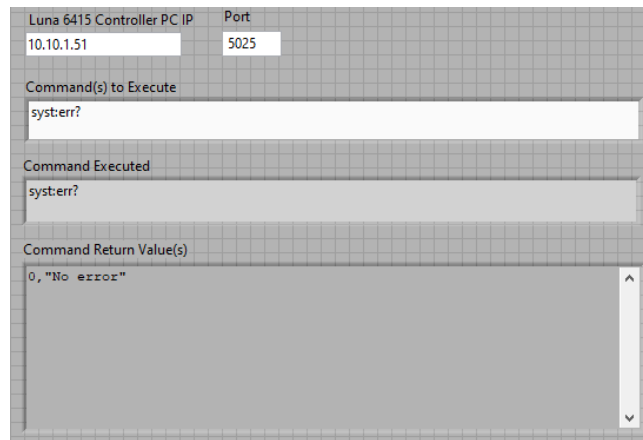 Luna 6415 Controller PC IP Port
10.10.1.51 5025
Command(s) to Execute
syst:err?
Command Executed
syst:err?
Command Return Value(s)
0,"No error"